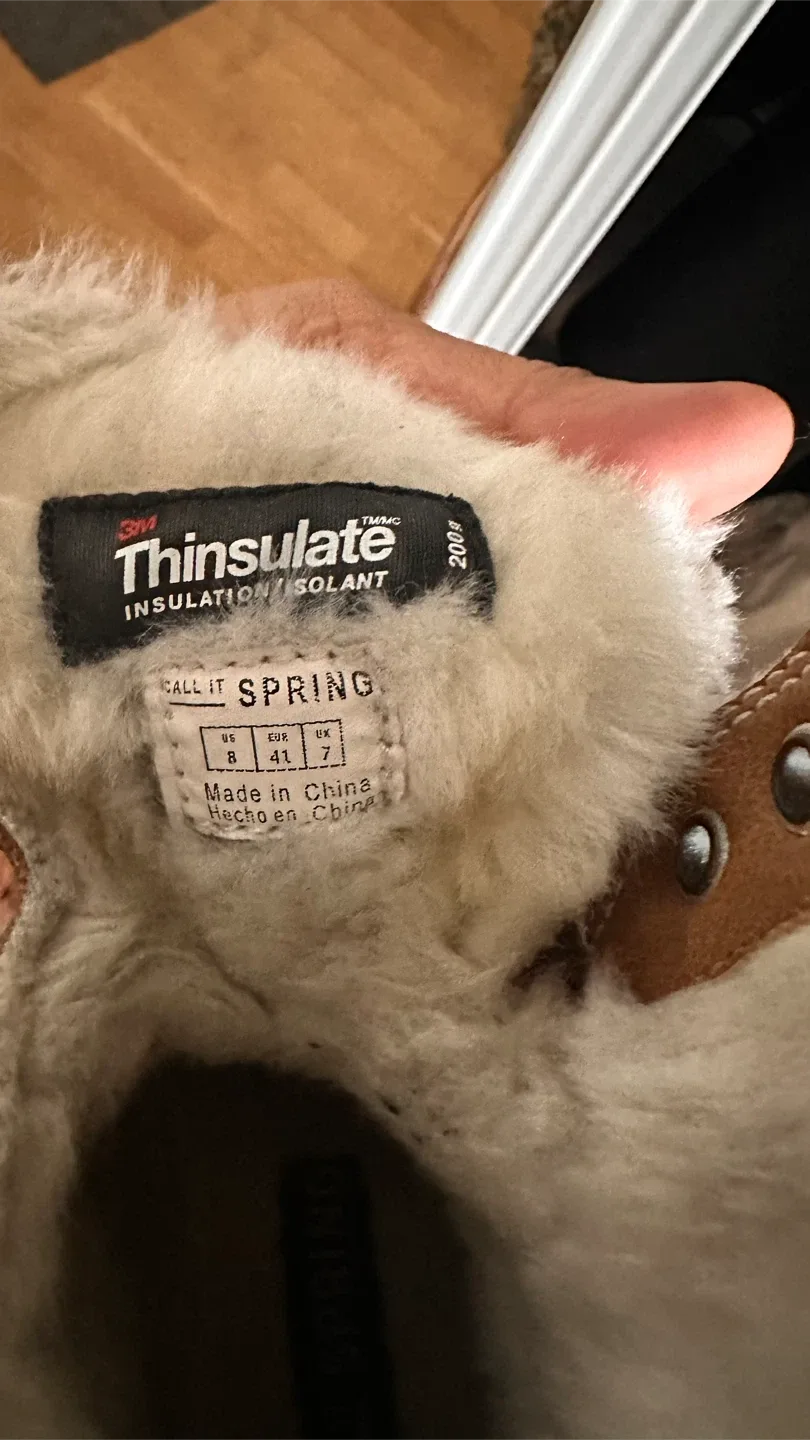 3M
Thinsulate TM/MC
INSULATION / ISOLANT
200g
CALL IT SPRING
US EUR UK
8 41 7
Made in China
Hecho en China
SPRING